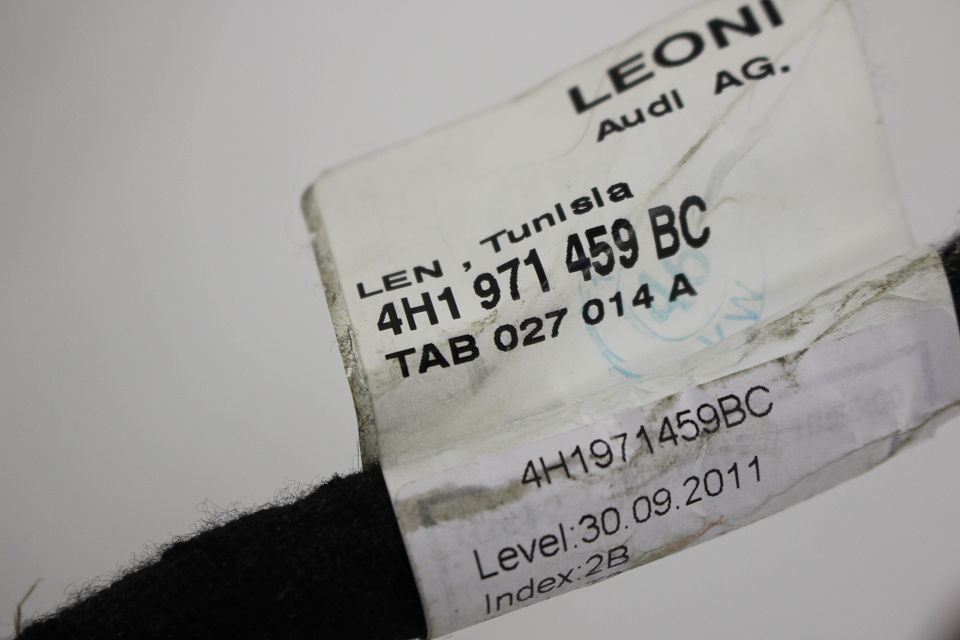 LEONI
Audi AG.
LEN , Tunisia
4H1 971 459 BC
TAB 027 014 A
VW
4H1971459BC
Level:30.09.2011
Index:2B